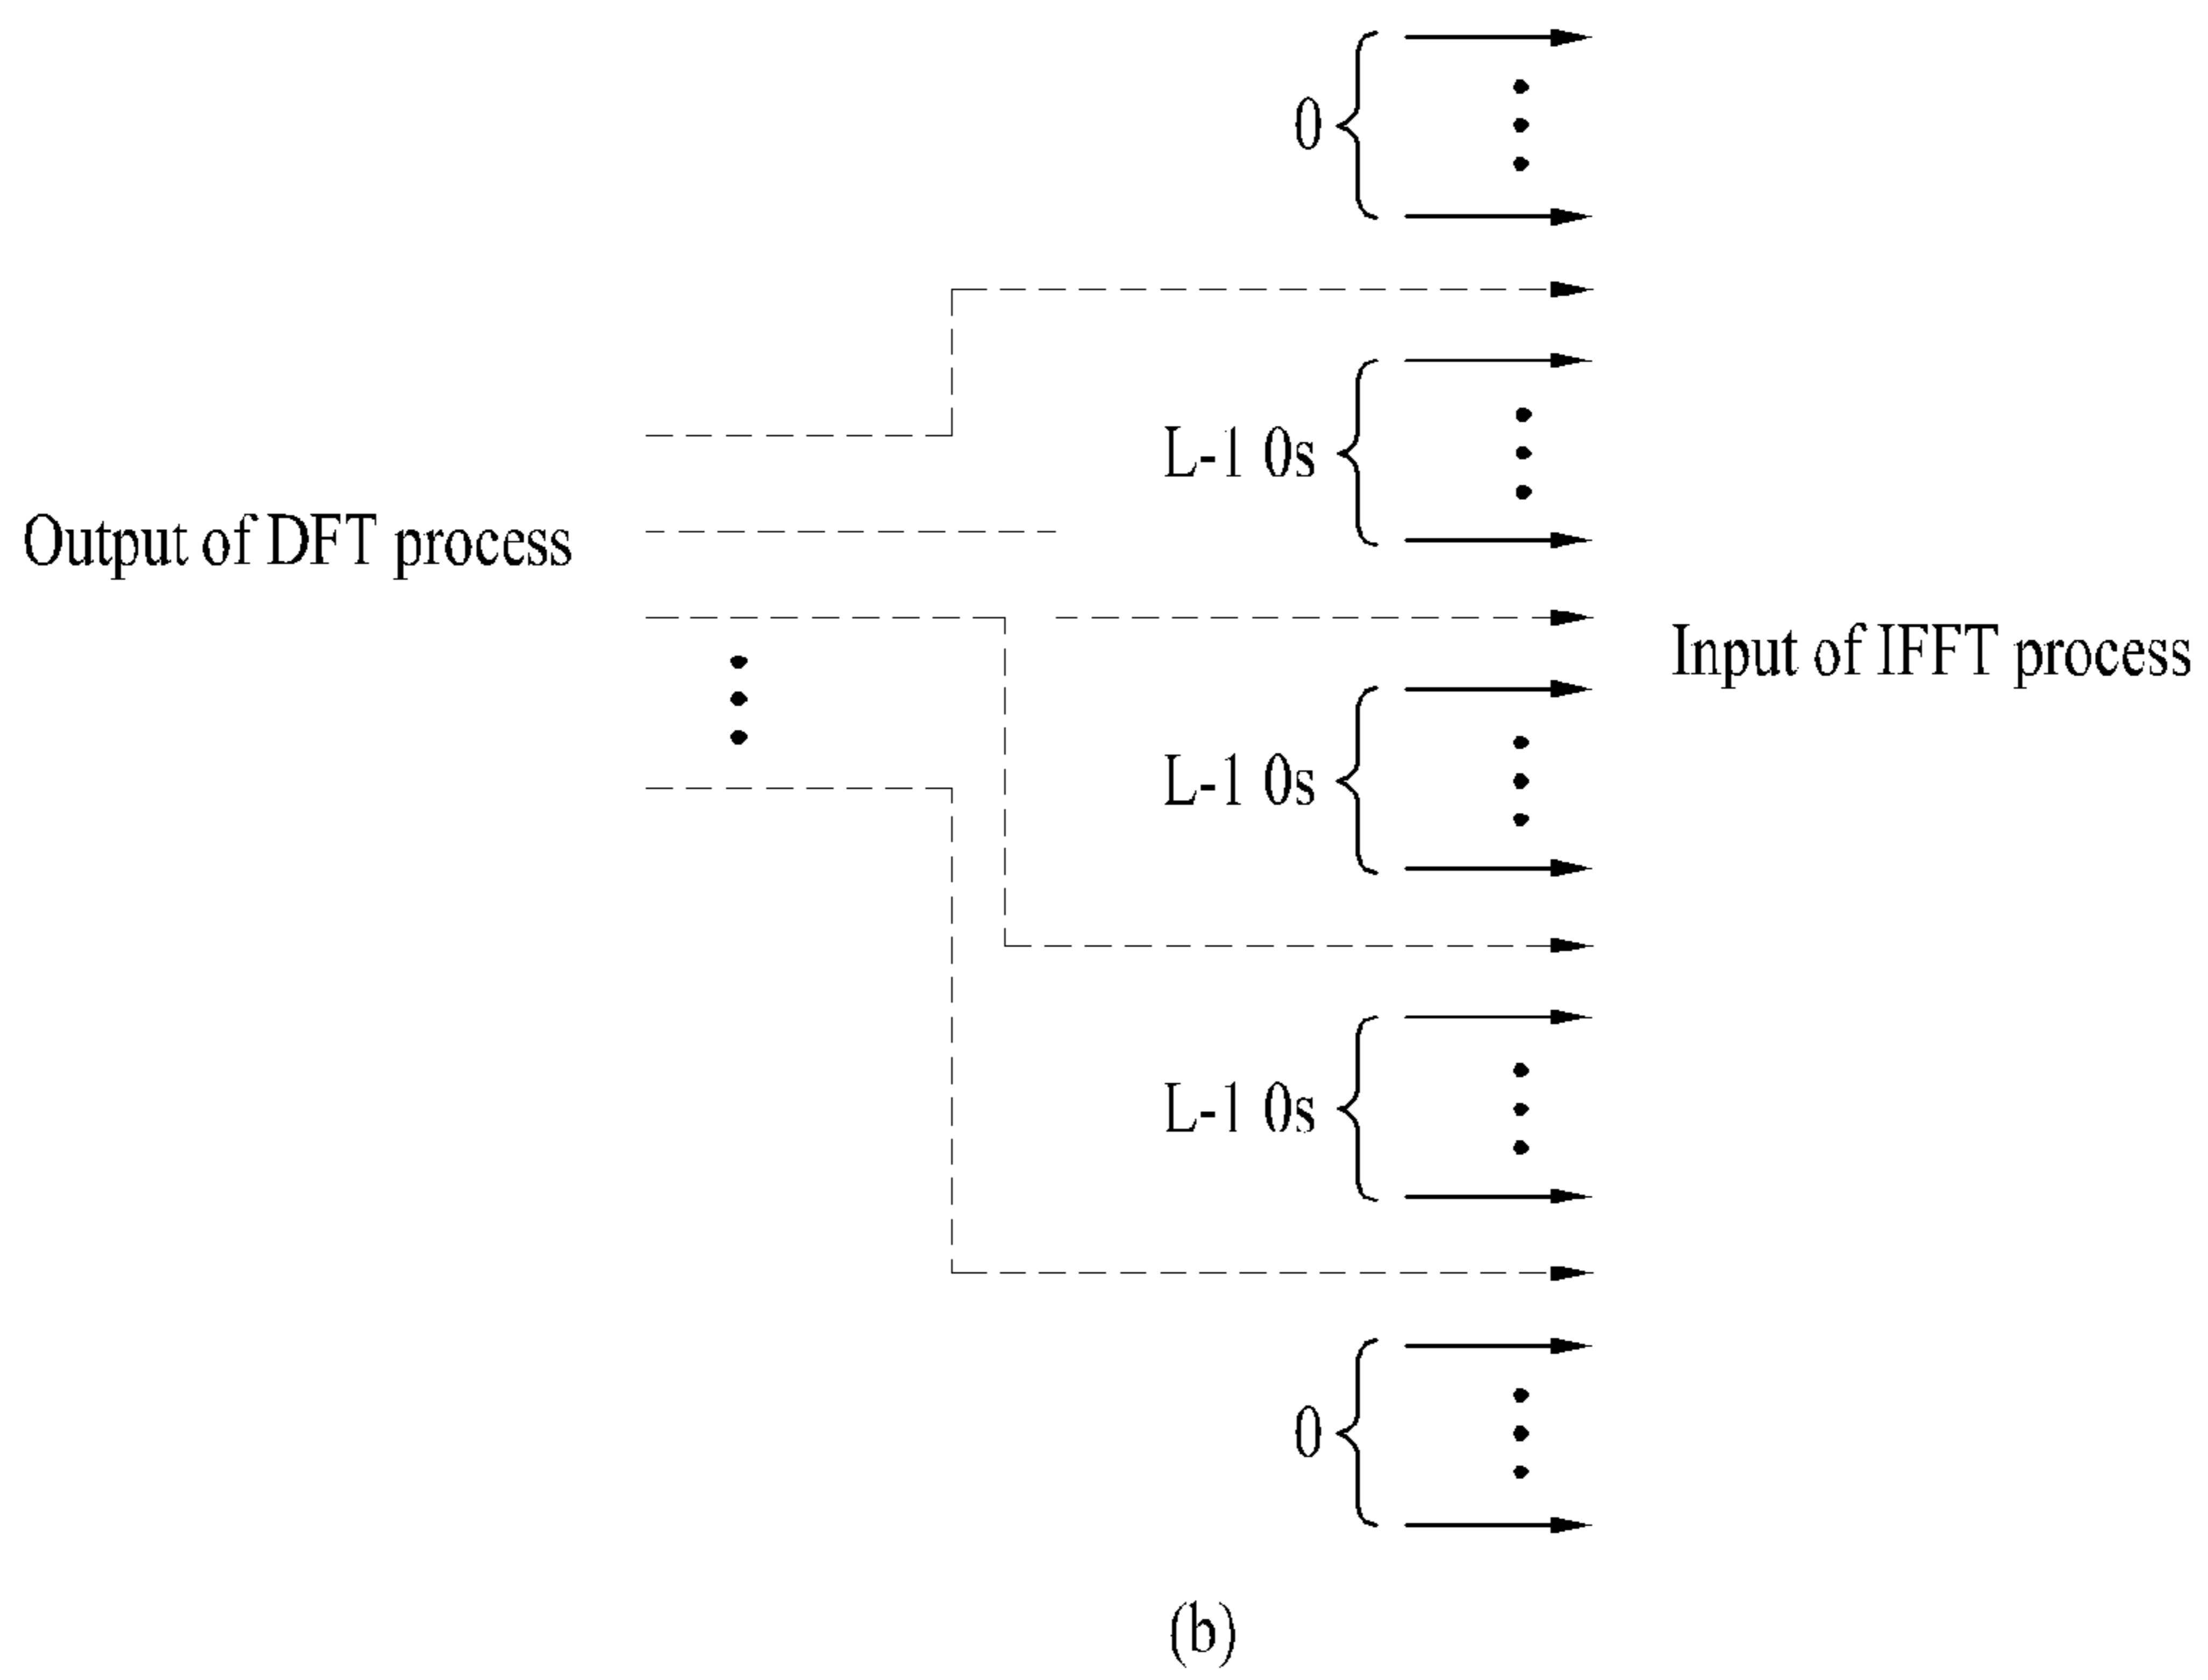 0
L-1 0s
Output of DFT process
Input of IFFT process
L-1 0s
L-1 0s
0
(b)